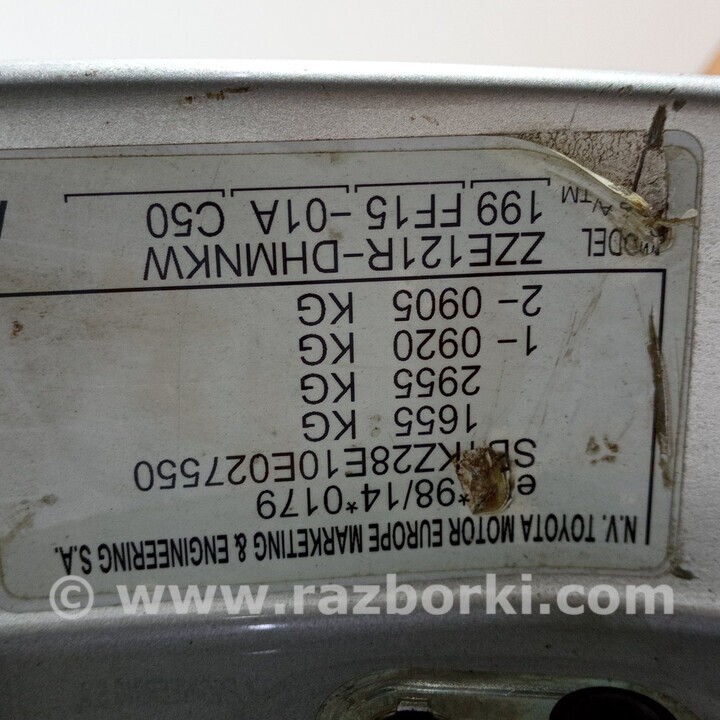 N.V. TOYOTA MOTOR EUROPE MARKETING & ENGINEERING S.A.
*98/14*0179
KZ28E10E027550
1655 KG
2955 KG
1- 0920 KG
2- 0905 KG
MODEL ZZE121R-DHMNKW
199 FF15 -01A C50
© www.razborki.com